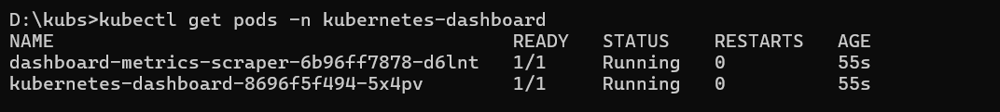 D:\kubs>kubectl get pods -n kubernetes-dashboard
NAME                                         READY   STATUS    RESTARTS   AGE
dashboard-metrics-scraper-6b96ff7878-d6lnt   1/1     Running   0          55s
kubernetes-dashboard-8696f5f494-5x4pv        1/1     Running   0          55s